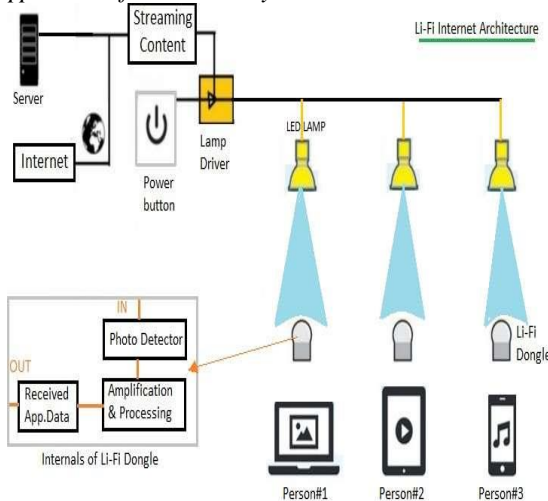 Streaming
Content
Li-Fi Internet Architecture
Server
Internet
Lamp
Driver
Power
button
LED LAMP
IN
Photo Detector
OUT
Received
App.Data
Amplification
& Processing
Internals of Li-Fi Dongle
Li-Fi
Dongle
Person#1
Person#2
Person#3